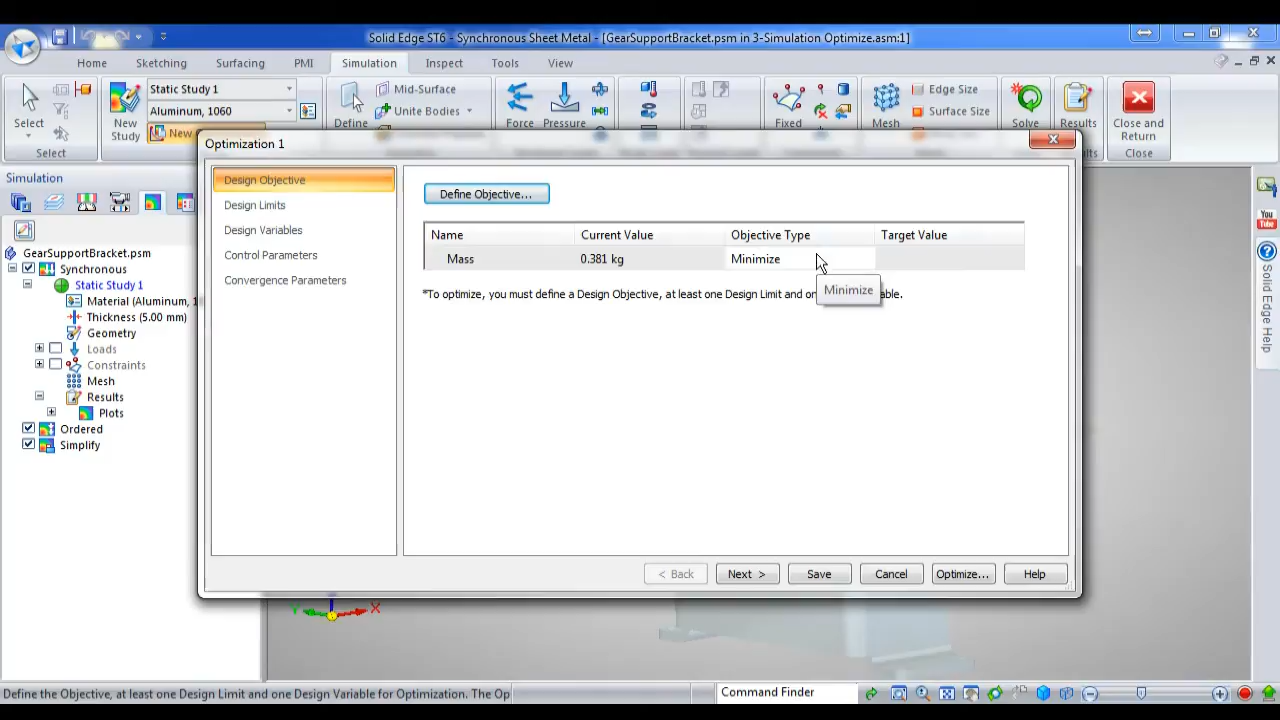 Solid Edge ST6 - Synchronous Sheet Metal - [GearSupportBracket.psm in 3-Simulation Optimize.asm:1]
Home Sketching Surfacing PMI Simulation Inspect Tools View
Select
Select
New Study
Static Study 1
Aluminum, 1060
New
Define
Mid-Surface
Unite Bodies
Force
Pressure
Fixed
Mesh
Edge Size
Surface Size
Solve
Results
Close and Return
Close
Simulation
GearSupportBracket.psm
Synchronous
Static Study 1
Material (Aluminum, 1
Thickness (5.00 mm)
Geometry
Loads
Constraints
Mesh
Results
Plots
Ordered
Simplify
Optimization 1
Design Objective
Design Limits
Design Variables
Control Parameters
Convergence Parameters
Define Objective...
Name Current Value Objective Type Target Value
Mass 0.381 kg Minimize
Minimize
*To optimize, you must define a Design Objective, at least one Design Limit and on able.
< Back Next > Save Cancel Optimize... Help
You Tube
Solid Edge Help
Y X
Define the Objective, at least one Design Limit and one Design Variable for Optimization. The Op
Command Finder